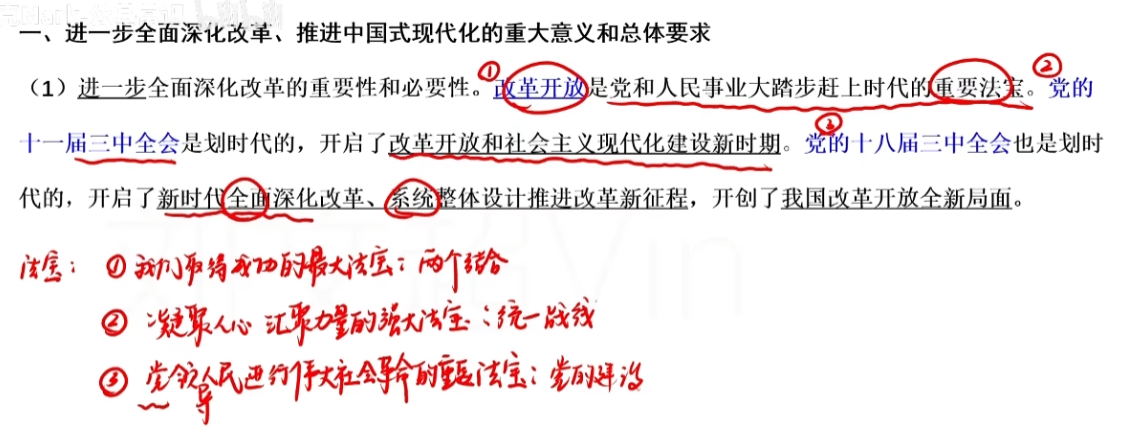 一、进一步全面深化改革、推进中国式现代化的重大意义和总体要求
（1）进一步全面深化改革的重要性和必要性。①改革开放是党和人民事业大踏步赶上时代的重要法宝。②党的
十一届三中全会是划时代的，开启了改革开放和社会主义现代化建设新时期。③党的十八届三中全会也是划时
代的，开启了新时代全面深化改革、系统整体设计推进改革新征程，开创了我国改革开放全新局面。
法宝：①我们取得成功的最大法宝：两个结合
②凝聚人心 汇聚力量的强大法宝：统一战线
③党领导人民进行伟大社会革命的重要法宝：党的建设